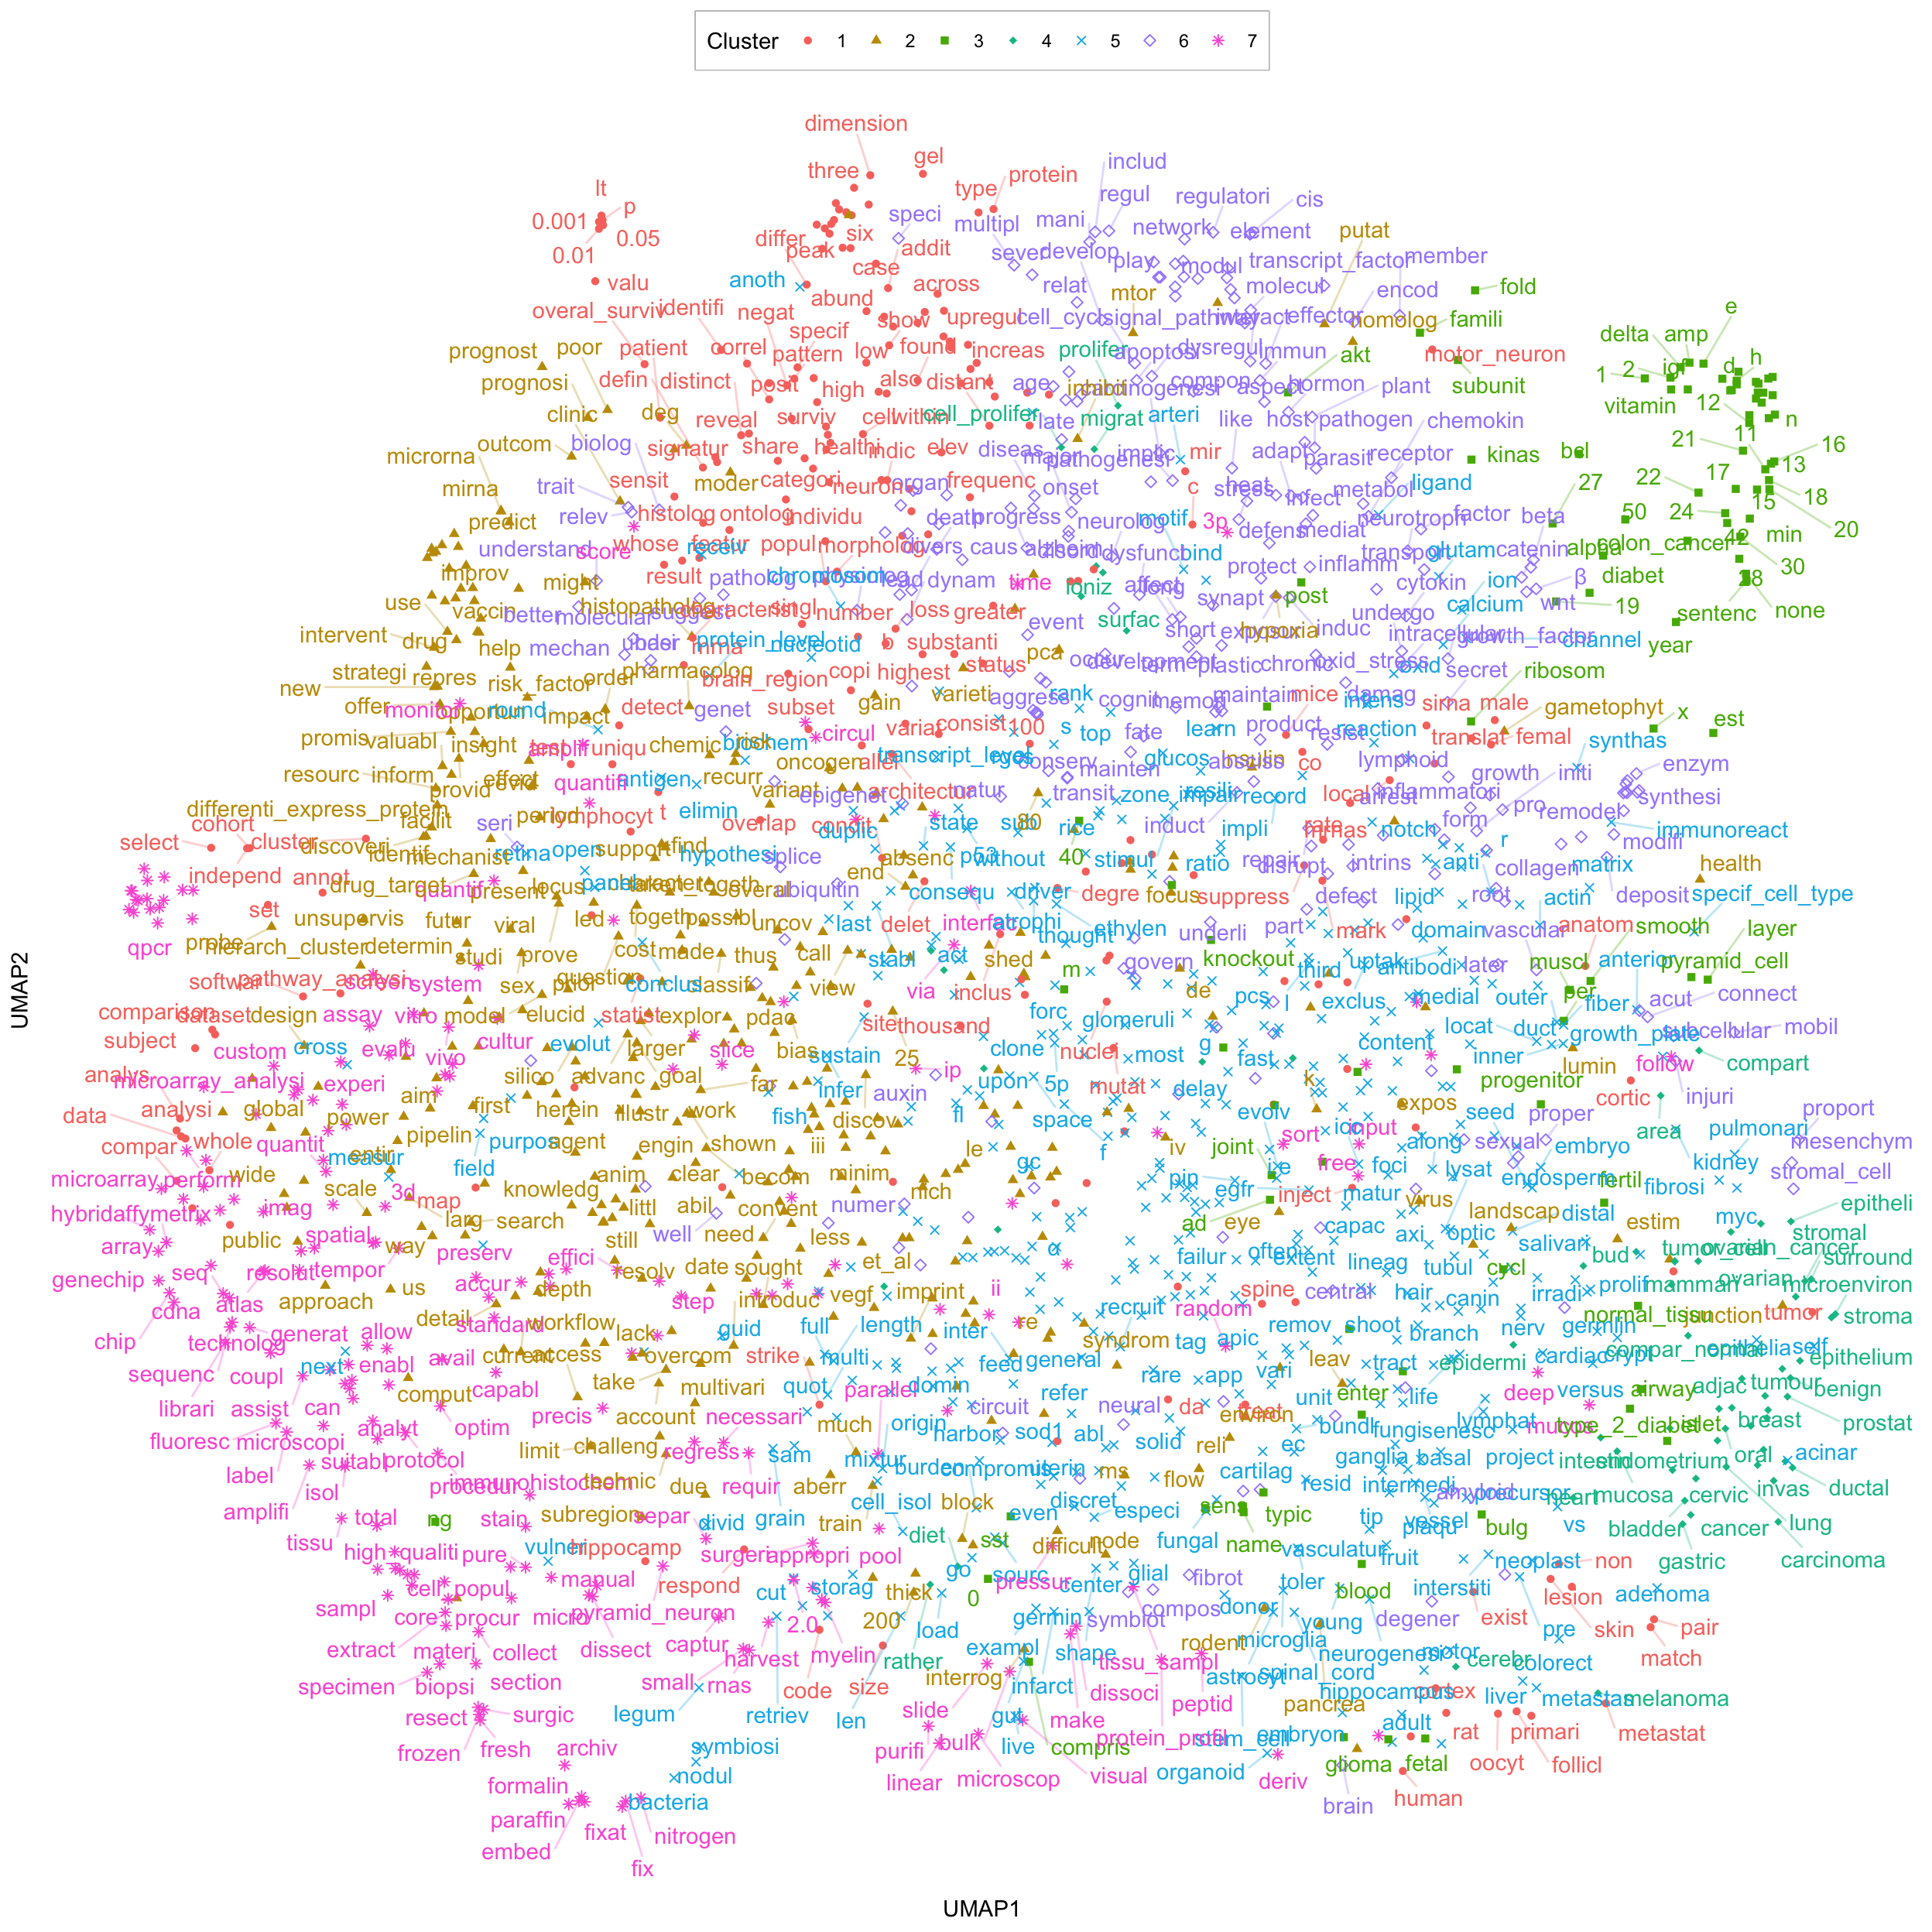 Cluster 1 2 3 4 5 6 7
dimension
three gel
type protein
includ
lt p
0.001 0.05
0.01
speci multipl mani regul regulatori cis
differ six peak case addit
sever develop play network element putat
anoth valu abund across relat modul transcript_factor member
mtor molecul encod fold
overal_surviv identifi negat specif show upregul cell_cycl signal_pathway interact effector homolog famili
prognost poor patient correl pattern low found increas prolifer apoptosi dysregul immun akt motor_neuron
delta amp e
1 2 igf d h
prognosi defin distinct posit high also distant age inhibit compon aspect hormon plant subunit
vitamin 12 n
clinic deg reveal surviv cell within cell_prolifer late migrat arteri like host pathogen chemokin
21 11 16
outcom biolog signatur share healthi indic elev diseas major pathogenesi implic mir adapt parasit receptor kinas bcl
microrna trait sensit moder categori neuron organ frequenc onset c stress heat infect metabol ligand 27 22 17 13
mirna relev histolog ontolog individu death progress neurolog motif 3p defens mediat neurotroph factor beta 50 24 15 18
predict understand score whose featur receiv popul morpholog divers caus alzheim disord dysfunct bind transport glutam catenin alpha colon_cancer 42 min 20
improv might result patholog chromosom physiolog lead dynam time ioniz affect long protect inflamm cytokin ion β diabet 28 30
use vaccin better molecular histopatholog suggest characterist singl number loss greater surfac synapt post undergo calcium wnt 19 sentenc none
intervent drug help mechan under rna protein_level nucleotid b substanti event short hypoxia induc intracellular growth_factor channel year
strategi repres risk_factor order pharmacolog brain_region copi highest status pca occur development term plastic chronic oxid_stress oxid secret ribosom
new offer monitor opportun round impact detect genet subset gain varieti aggress rank cognit memori maintain mice damag intens sima male gametophyt x est
promis valuabl insight test amplifi uniqu chemic biochem risk circul variat consist 100 s top fate learn product resist reaction translat femal synthas
resourc inform provid effect reveal quantifi antigen recurr oncogen allel transcript_level conserv mainten glucos insulin co lymphoid growth initi enzym
differenti_express_protein period lymphocyt t elimin variant epigenet architectur natur transit zone impair resili record local arrest inflammatori pro remodel synthesi
select cohort cluster discoveri identif facilit seri mechanist retina open support find overlap condit duplic state sub 80 rice induct impli rate mrnas notch form r immunoreact modifi
independ annot drug_target quantif present locus hypothesi splice absenc p53 without 40 stimul ratio repair disrupt intrins anti collagen matrix health
set unsupervis futur viral led togeth possibl overal ubiquitin end consequ driver degre focus suppress defect lipid root actin deposit specif_cell_type
qpcr probe hierarch_cluster determin studi prove cost made uncov last delet interfac atrophi thought ethylen underli part mark domain vascular anatom smooth layer
softwar pathway_analysi screen system sex prior question conclus thus classifi call view stabl act shed m govern knockout third uptak antibodi later muscl anterior pyramid_cell
comparison dataset design assay vitro model elucid statist explor pdac via inclus de pcs l exclus medial outer per fiber acut connect
subject custom cross evalu vivo cultur evolut larger slice bias site thousand forc glomeruli g locat duct growth_plate subcellular mobil
analys microarray_analysi experi silico advanc goal sustain 25 clone nuclei most fast content inner lumin follow compart
data analysi global power aim first herein illustr work far infer auxin ip upon 5p mutat delay k expos progenitor cortic injuri
compar whole quantit pipelin purpos agent engin shown fish iii discov fl space evolv seed proper area proport
microarray perform wide entir measur field anim clear becom minim le f iv joint sort input along sexual embryo pulmonari mesenchym
hybrid affymetrix scale 3d map knowledg abil convent rich gc pin egfr free foci lysat endosperm kidney stromal_cell
array imag larg search littl numer inject matur virus fertil fibrosi epitheli
public spatial way still well need less ad eye capac axi optic landscap distal estim myc stromal
genechip seq resolut tempor preserv effici resolv date sought et_al α failur often extent lineag tubul salivari bud tumor_cell ovarian_cancer surround
cdna atlas approach us accur depth step introduc vegf imprint ii random spine central hair canin cycl irradi prolif mammari ovarian microenviron
chip technolog generat allow detail standard workflow lack guid full length inter re recruit tag apic remov shoot branch nerv germlin normal_tissu junction tumor stroma
sequenc coupl next enabl avail current access overcom strike multi feed general syndrom tract epidermi cardiac crypt compar_normal epithelium
librari assist can comput capabl take multivari quot parallel domin refer rare app vari leav unit enter life deep versus airway adjac tumour benign
fluoresc microscopi analyt optim precis account necessari much origin circuit neural da environ bundl lymphat fungi senesc mucos type_2_diabet islet breast prostat
label suitabl protocol limit challeng regress sam mixtur harbor sod1 abl solid reli ec ganglia basal project intestin endometrium oral acinar
amplifi isol procedur immunohistochem technic due requir aberr burden compromis uterin ms flow cartilag resid intermedi amyloid precursor heart mucosa cervic invas ductal
tissu total ng stain subregion separ divid grain train cell_isol block even discret especi sens typic tip plaqu vessel bulg vs bladder cancer lung
high qualiti pure vulner hippocamp surgeri appropri pool diet sst difficult node fungal name vasculatur fruit neoplast non gastric carcinoma
sampl cell popul manual respond cut storag go sourc pressur center glial fibrot toler blood interstiti lesion adenoma
core procur micro pyramid_neuron 2.0 thick 200 0 germin symbiot compos donor young degener exist pre skin pair
extract materi collect dissect captur harvest myelin load rather exampl shape rodent microglia neurogenesi motor cerebr colorect match
specimen biopsi section small rnas code size interrog infarct tissu_sampl dissoci astrocyt spinal cord hippocampus cortex liver metastas melanoma
resect surgic legum retriev len slide gut make peptid pancrea adult rat primari metastat
frozen fresh archiv symbiosi purifi bulk live compris protein_profil stem_cell embryon glioma fetal oocyt follicl
formalin nodul linear microscop visual organoid deriv brain human
paraffin bacteria
embed fixat nitrogen
fix
UMAP2
UMAP1